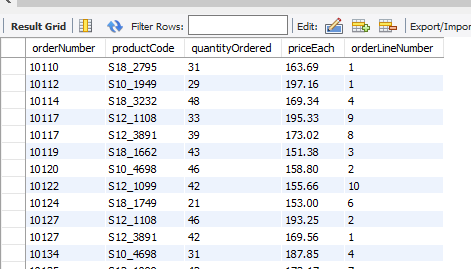 Result Grid Filter Rows: Edit: Export/Impor
orderNumber productCode quantityOrdered priceEach orderLineNumber
10110 S18_2795 31 163.69 1
10112 S10_1949 29 197.16 1
10114 S18_3232 48 169.34 4
10117 S12_1108 33 195.33 9
10117 S12_3891 39 173.02 8
10119 S18_1662 43 151.38 3
10120 S10_4698 46 158.80 2
10122 S12_1099 42 155.66 10
10124 S18_1749 21 153.00 6
10127 S12_1108 46 193.25 2
10127 S12_3891 42 169.56 1
10134 S10_4698 31 187.85 4